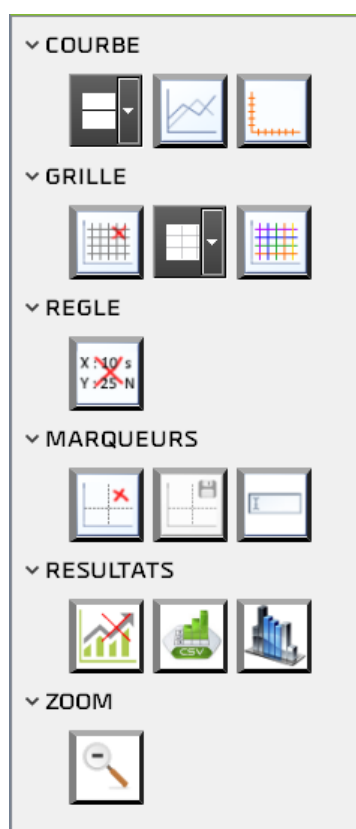 COURBE
GRILLE
REGLE
X : 10 s
Y : 25 N
MARQUEURS
RESULTATS
CSV
ZOOM